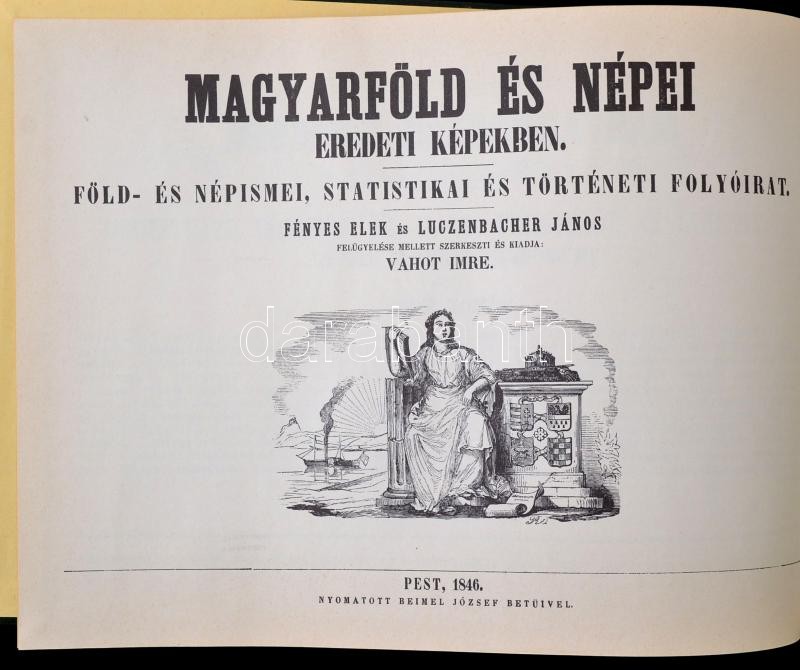 MAGYARFÖLD ÉS NÉPEI
EREDETI KÉPEKBEN.
FÖLD- ÉS NÉPISMEI, STATISTIKAI ÉS TÖRTÉNETI FOLYÓIRAT.
FÉNYES ELEK ÉS LUCZENBACHER JÁNOS
FELÜGYELÉSE MELLETT SZERKESZTI ÉS KIADJA:
VAHOT IMRE.
darabanth
PEST, 1846.
NYOMATOTT BEIMEL JÓZSEF BETÜIVEL.